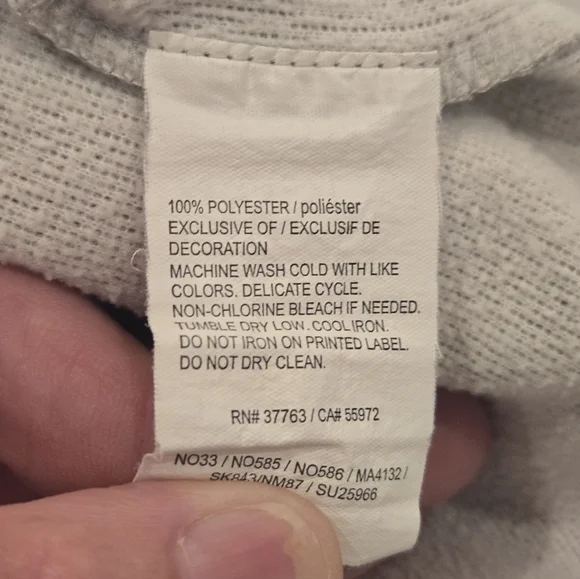 100% POLYESTER / poliéster
EXCLUSIVE OF / EXCLUSIF DE
DECORATION
MACHINE WASH COLD WITH LIKE
COLORS. DELICATE CYCLE.
NON-CHLORINE BLEACH IF NEEDED.
TUMBLE DRY LOW. COOL IRON.
DO NOT IRON ON PRINTED LABEL.
DO NOT DRY CLEAN.
RN# 37763 / CA# 55972
NO33 / NO585 / NO586 / MA4132 /
SK843/NM87 / SU25966